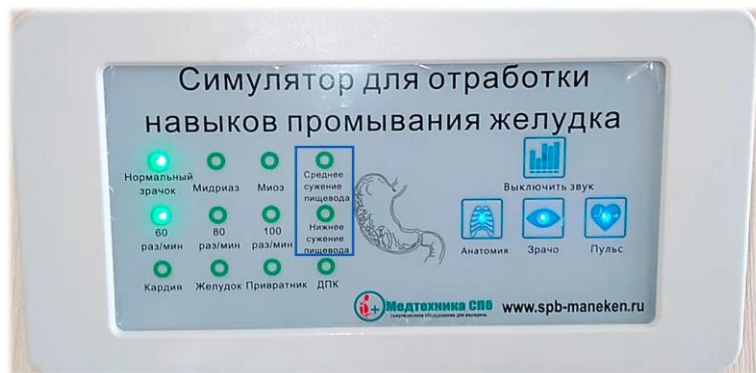 Симулятор для отработки
навыков промывания желудка
Нормальный
зрачок
Мидриаз
Миоз
Среднее
сужение
пищевода
Выключить звук
60
раз/мин
80
раз/мин
100
раз/мин
Нижнее
сужение
пищевода
Анатомия
Зрачо
Пульс
Кардия
Желудок
Привратник
ДПК
Медтехника СПб
www.spb-maneken.ru